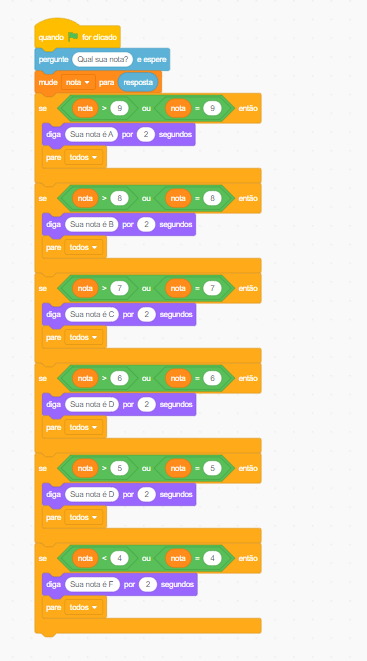 quando for clicado
pergunte Qual sua nota? e espere
mude nota para resposta
se nota > 9 ou nota = 9 então
diga Sua nota é A por 2 segundos
pare todos
se nota > 8 ou nota = 8 então
diga Sua nota é B por 2 segundos
pare todos
se nota > 7 ou nota = 7 então
diga Sua nota é C por 2 segundos
pare todos
se nota > 6 ou nota = 6 então
diga Sua nota é D por 2 segundos
pare todos
se nota > 5 ou nota = 5 então
diga Sua nota é D por 2 segundos
pare todos
se nota < 4 ou nota = 4 então
diga Sua nota é F por 2 segundos
pare todos